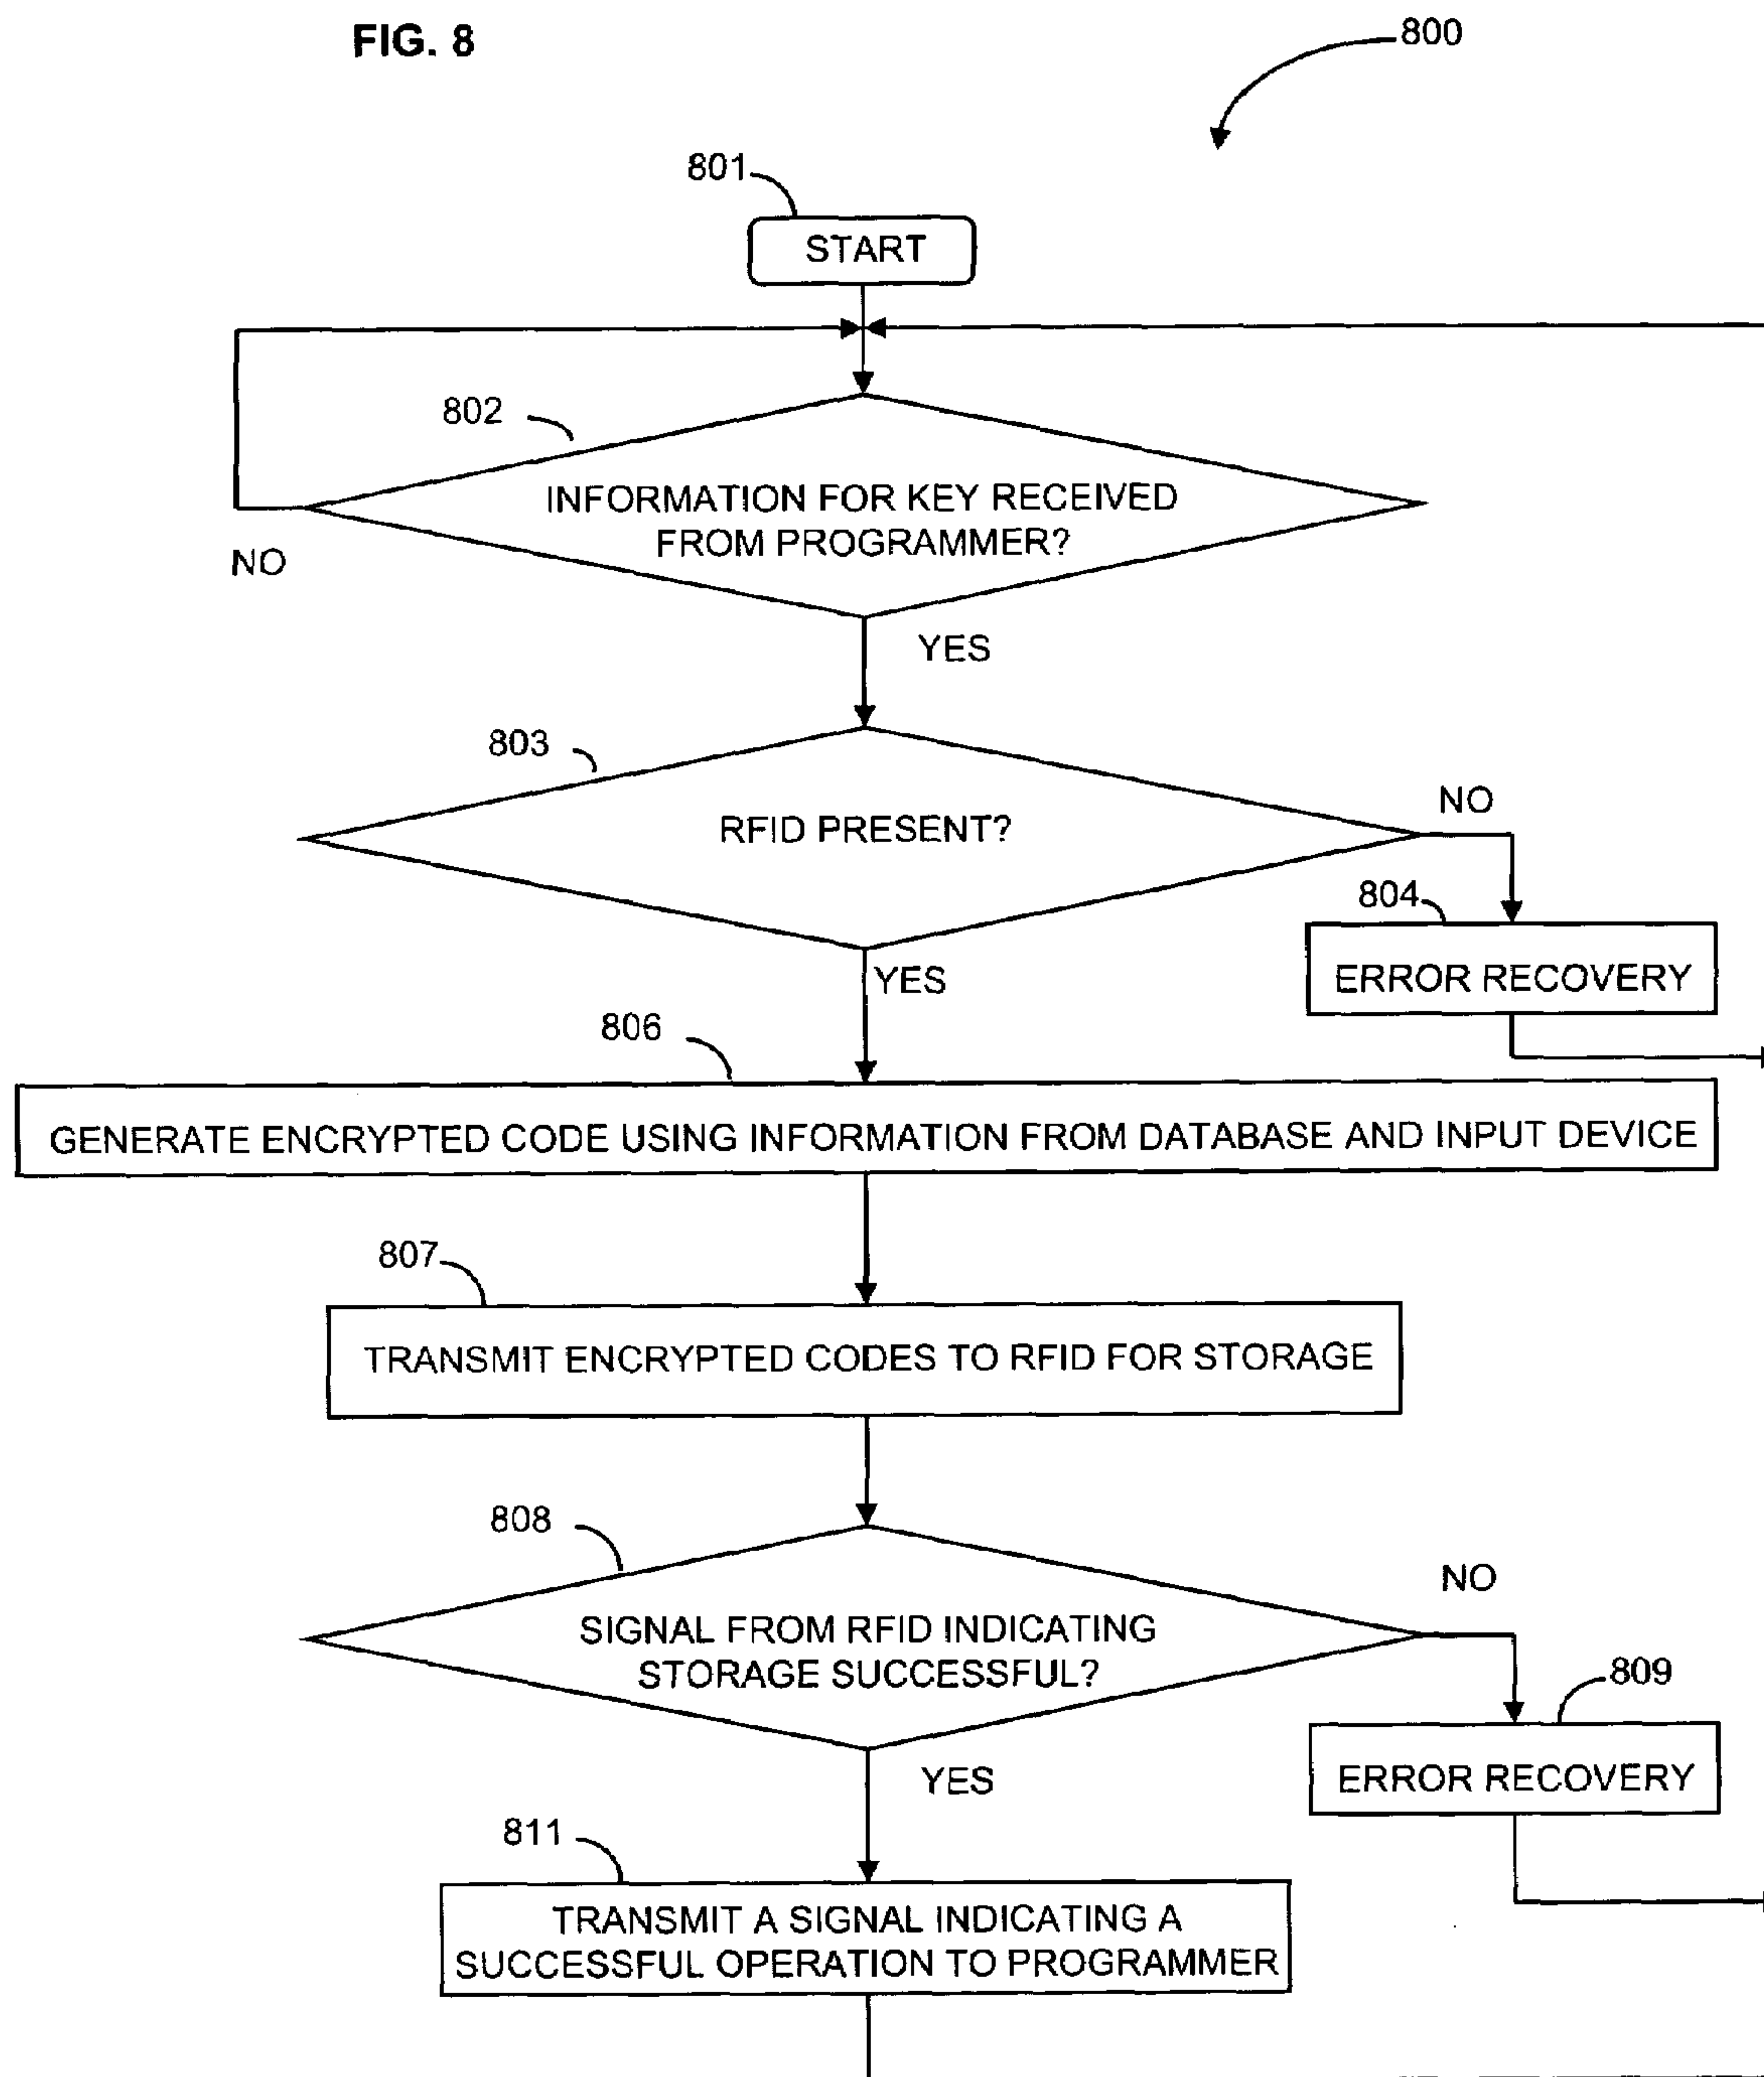 FIG. 8
800
801
START
802
INFORMATION FOR KEY RECEIVED
FROM PROGRAMMER?
NO
YES
803
RFID PRESENT?
NO
804
ERROR RECOVERY
YES
806
GENERATE ENCRYPTED CODE USING INFORMATION FROM DATABASE AND INPUT DEVICE
807
TRANSMIT ENCRYPTED CODES TO RFID FOR STORAGE
808
NO
SIGNAL FROM RFID INDICATING
STORAGE SUCCESSFUL?
809
ERROR RECOVERY
YES
811
TRANSMIT A SIGNAL INDICATING A
SUCCESSFUL OPERATION TO PROGRAMMER